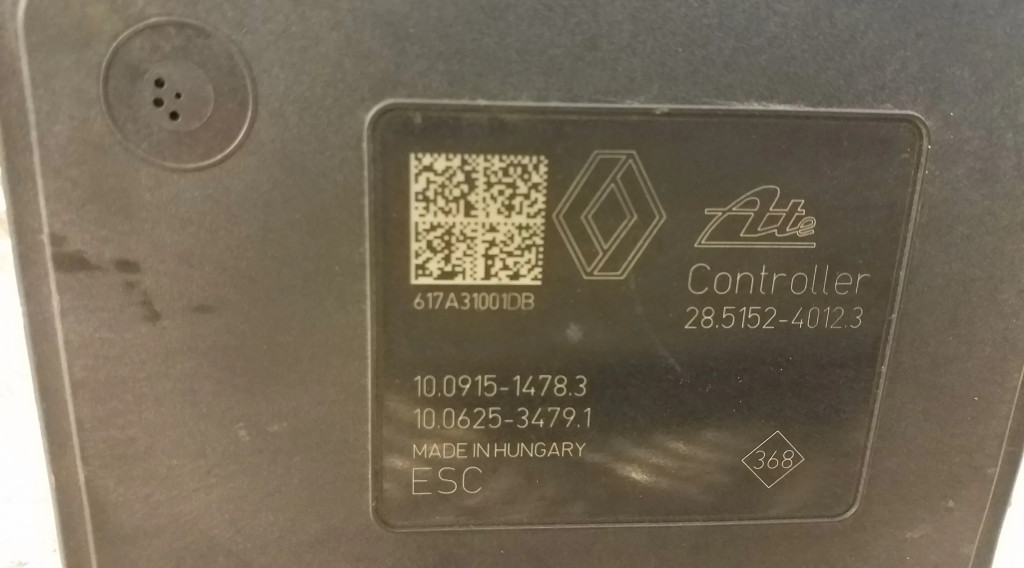 Ate
Controller
28.5152-4012.3
617A31001DB
10.0915-1478.3
10.0625-3479.1
MADE IN HUNGARY
ESC
368